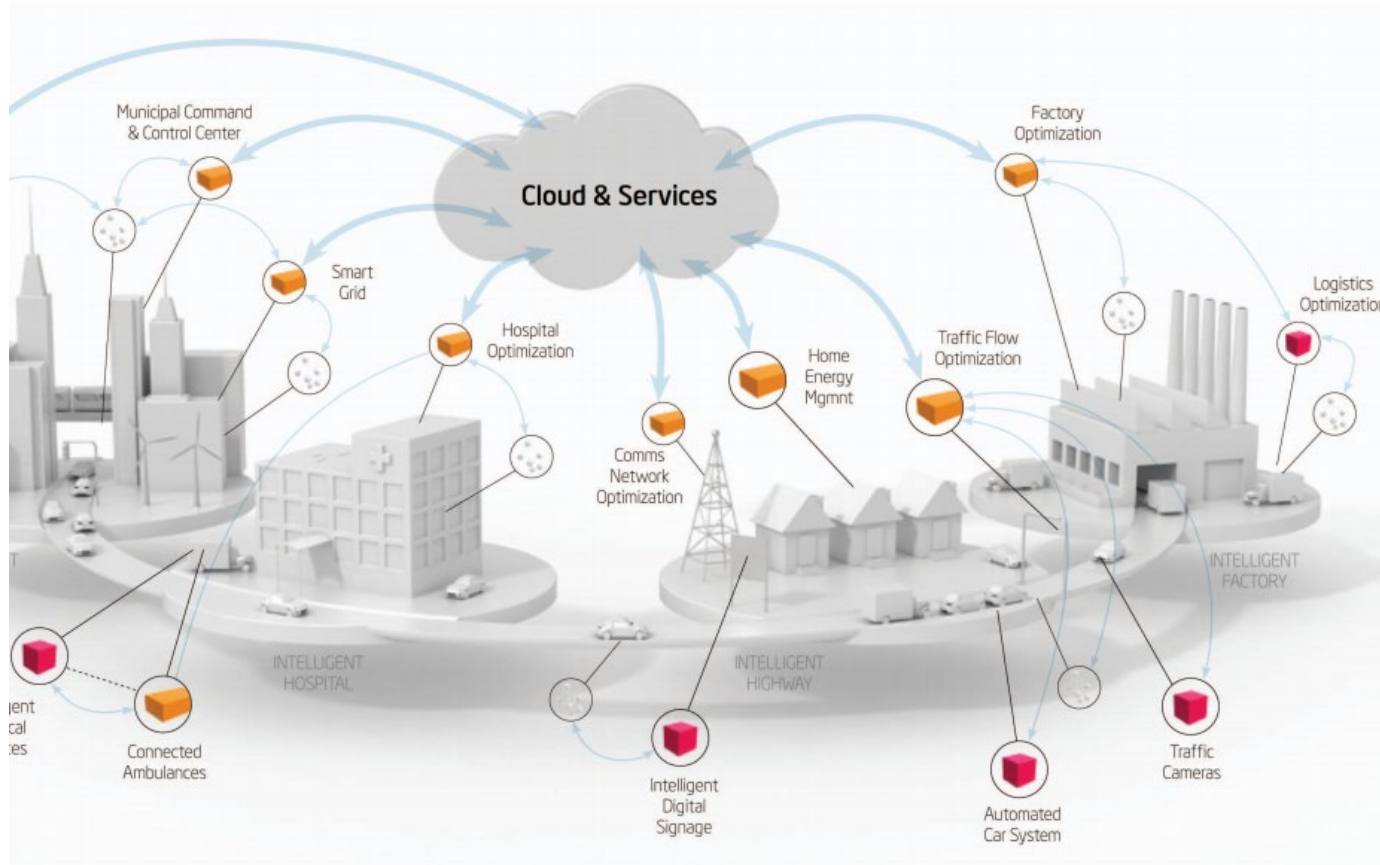 Municipal Command
& Control Center
Cloud & Services
Factory
Optimization
Smart
Grid
Hospital
Optimization
Home
Energy
Mgmnt
Traffic Flow
Optimization
Logistics
Comms
Network
Optimization
INTELLIGENT
FACTORY
INTELLIGENT
HOSPITAL
INTELLIGENT
HIGHWAY
Connected
Ambulances
Intelligent
Digital
Signage
Automated
Car System
Traffic
Cameras